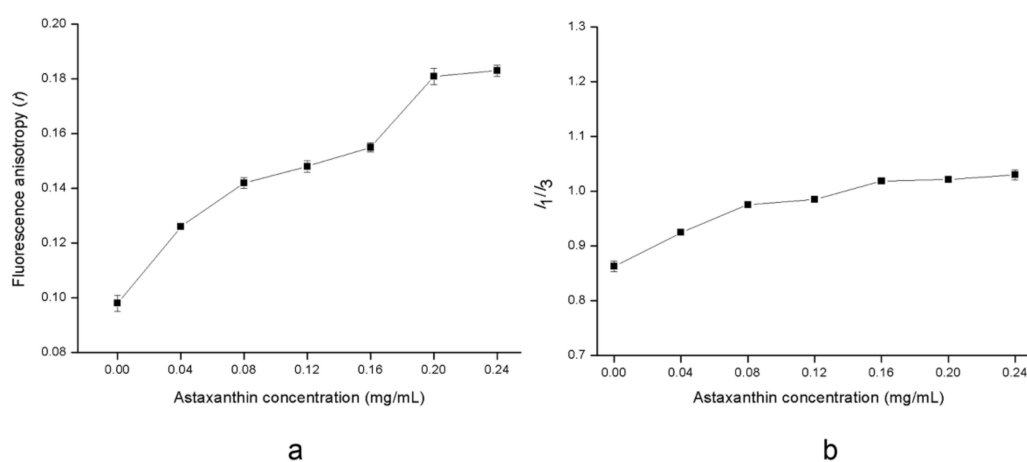 0.20
0.18
0.16
0.14
0.12
0.10
0.08
Fluorescence anisotropy (r)
0.00 0.04 0.08 0.12 0.16 0.20 0.24
Astaxanthin concentration (mg/mL)
a
1.3
1.2
1.1
1.0
0.9
0.8
0.7
I1/I3
0.00 0.04 0.08 0.12 0.16 0.20 0.24
Astaxanthin concentration (mg/mL)
b